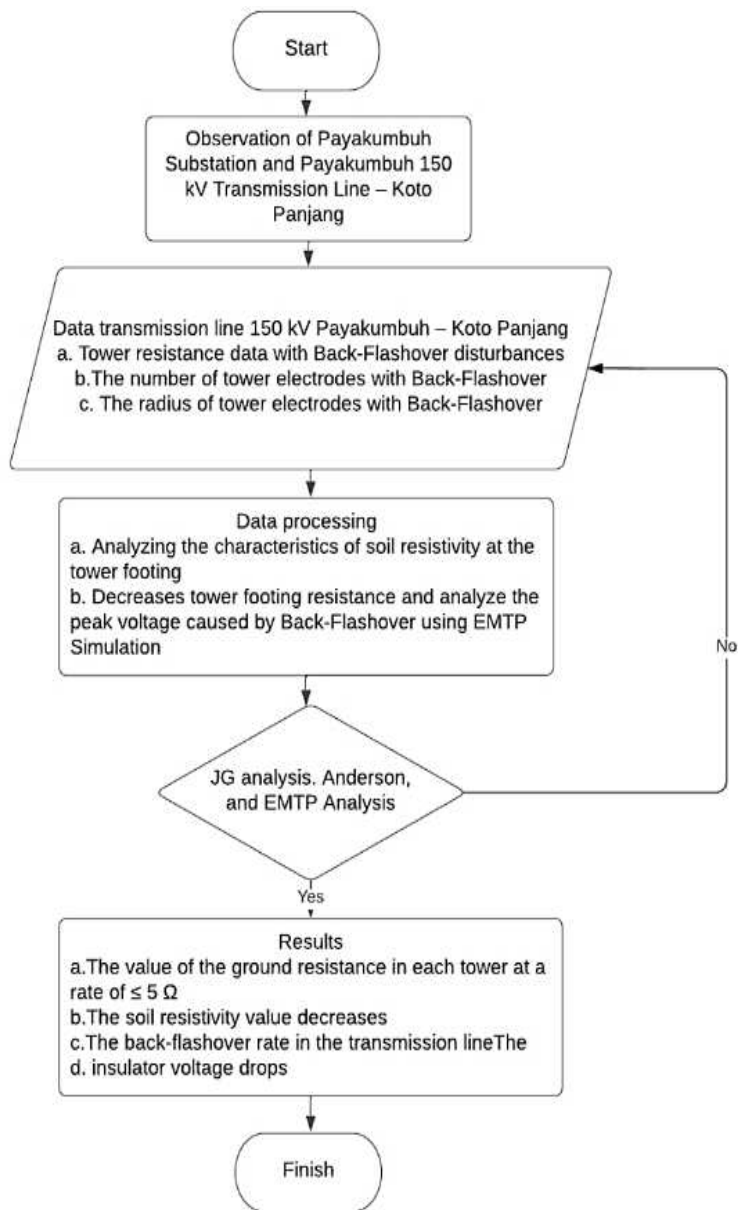 Start
Observation of Payakumbuh
Substation and Payakumbuh 150
kV Transmission Line – Koto
Panjang
Data transmission line 150 kV Payakumbuh – Koto Panjang
a. Tower resistance data with Back-Flashover disturbances
b.The number of tower electrodes with Back-Flashover
c. The radius of tower electrodes with Back-Flashover
Data processing
a. Analyzing the characteristics of soil resistivity at the
tower footing
b. Decreases tower footing resistance and analyze the
peak voltage caused by Back-Flashover using EMTP
Simulation
No
JG analysis. Anderson,
and EMTP Analysis
Yes
Results
a.The value of the ground resistance in each tower at a
rate of ≤ 5 Ω
b.The soil resistivity value decreases
c.The back-flashover rate in the transmission lineThe
d. insulator voltage drops
Finish